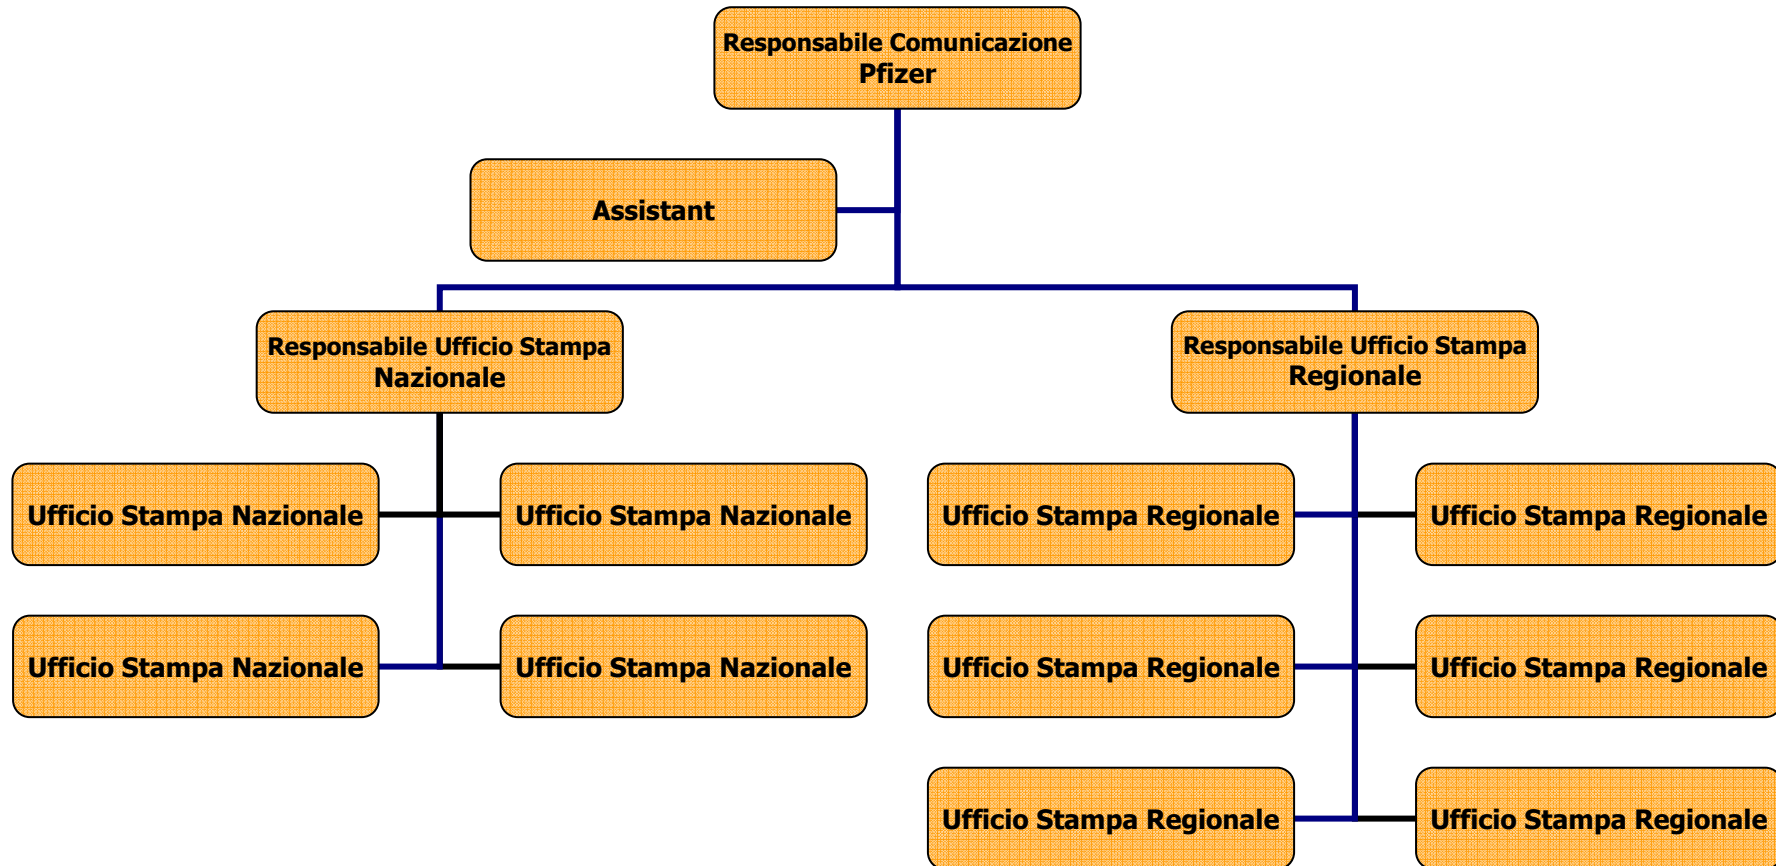 Responsabile Comunicazione
Pfizer
Assistant
Responsabile Ufficio Stampa
Nazionale
Responsabile Ufficio Stampa
Regionale
Ufficio Stampa Nazionale
Ufficio Stampa Nazionale
Ufficio Stampa Regionale
Ufficio Stampa Regionale
Ufficio Stampa Nazionale
Ufficio Stampa Nazionale
Ufficio Stampa Regionale
Ufficio Stampa Regionale
Ufficio Stampa Regionale
Ufficio Stampa Regionale